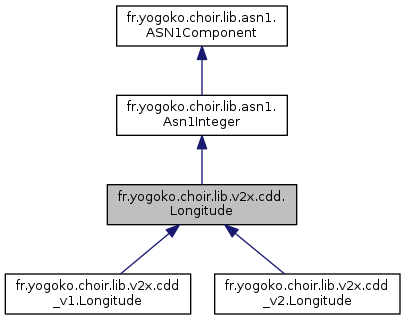 fr.yogoko.choir.lib.asn1.
ASN1Component
fr.yogoko.choir.lib.asn1.
Asn1Integer
fr.yogoko.choir.lib.v2x.cdd.
Longitude
fr.yogoko.choir.lib.v2x.cdd
_v1.Longitude
fr.yogoko.choir.lib.v2x.cdd
_v2.Longitude